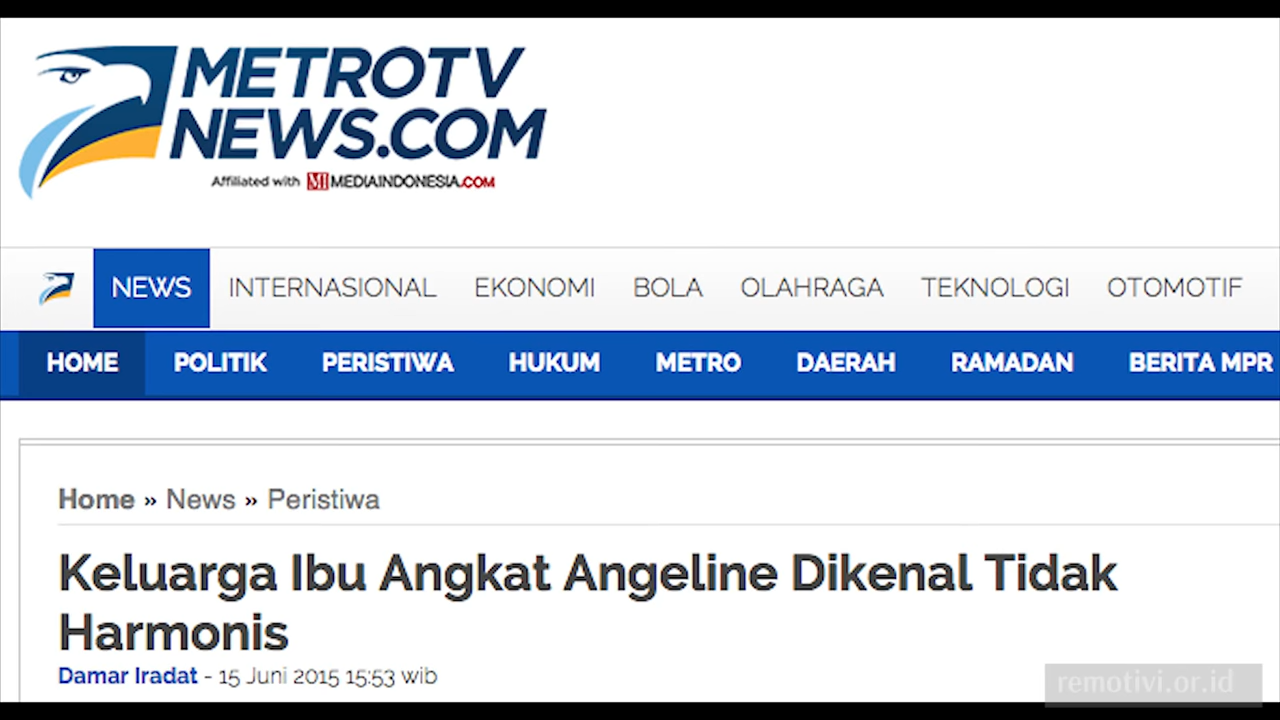 METROTV
NEWS.COM
Affiliated with MI MEDIAINDONESIA.COM
NEWS INTERNASIONAL EKONOMI BOLA OLAHRAGA TEKNOLOGI OTOMOTIF
HOME POLITIK PERISTIWA HUKUM METRO DAERAH RAMADAN BERITA MPR
Home » News » Peristiwa
Keluarga Ibu Angkat Angeline Dikenal Tidak
Harmonis
Damar Iradat - 15 Juni 2015 15:53 wib
remotivi.or.id